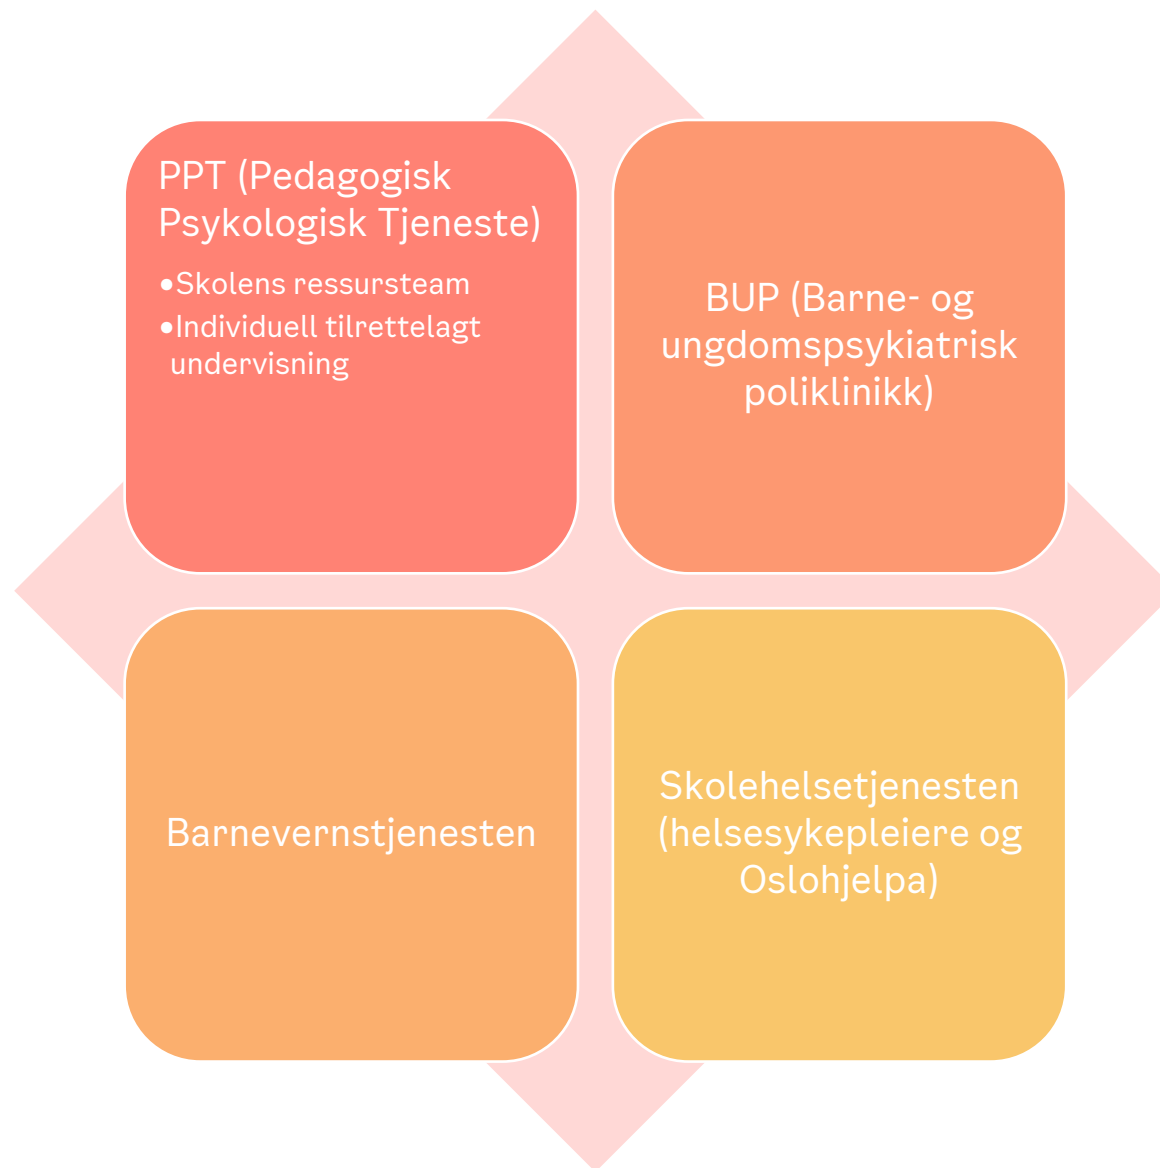 PPT (Pedagogisk
Psykologisk Tjeneste)
•Skolens ressursteam
•Individuell tilrettelagt
undervisning
BUP (Barne- og
ungdomspsykiatrisk
poliklinikk)
Barnevernstjenesten
Skolehelsetjenesten
(helsesykepleiere og
Oslohjelpa)